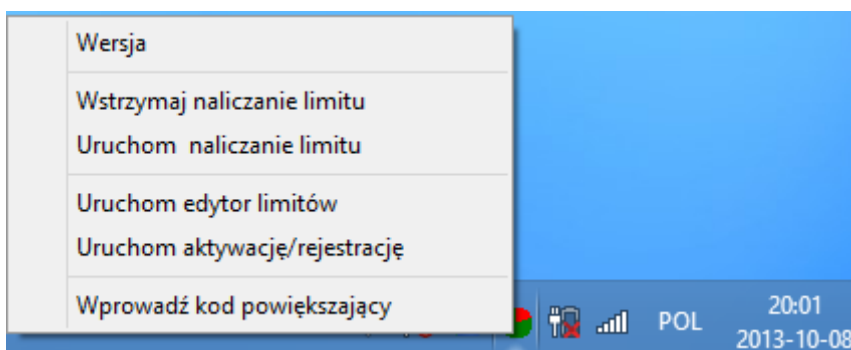 Wersja
Wstrzymaj naliczanie limitu
Uruchom  naliczanie limitu
Uruchom edytor limitów
Uruchom aktywację/rejestrację
Wprowadź kod powiększający
POL
20:01
2013-10-08